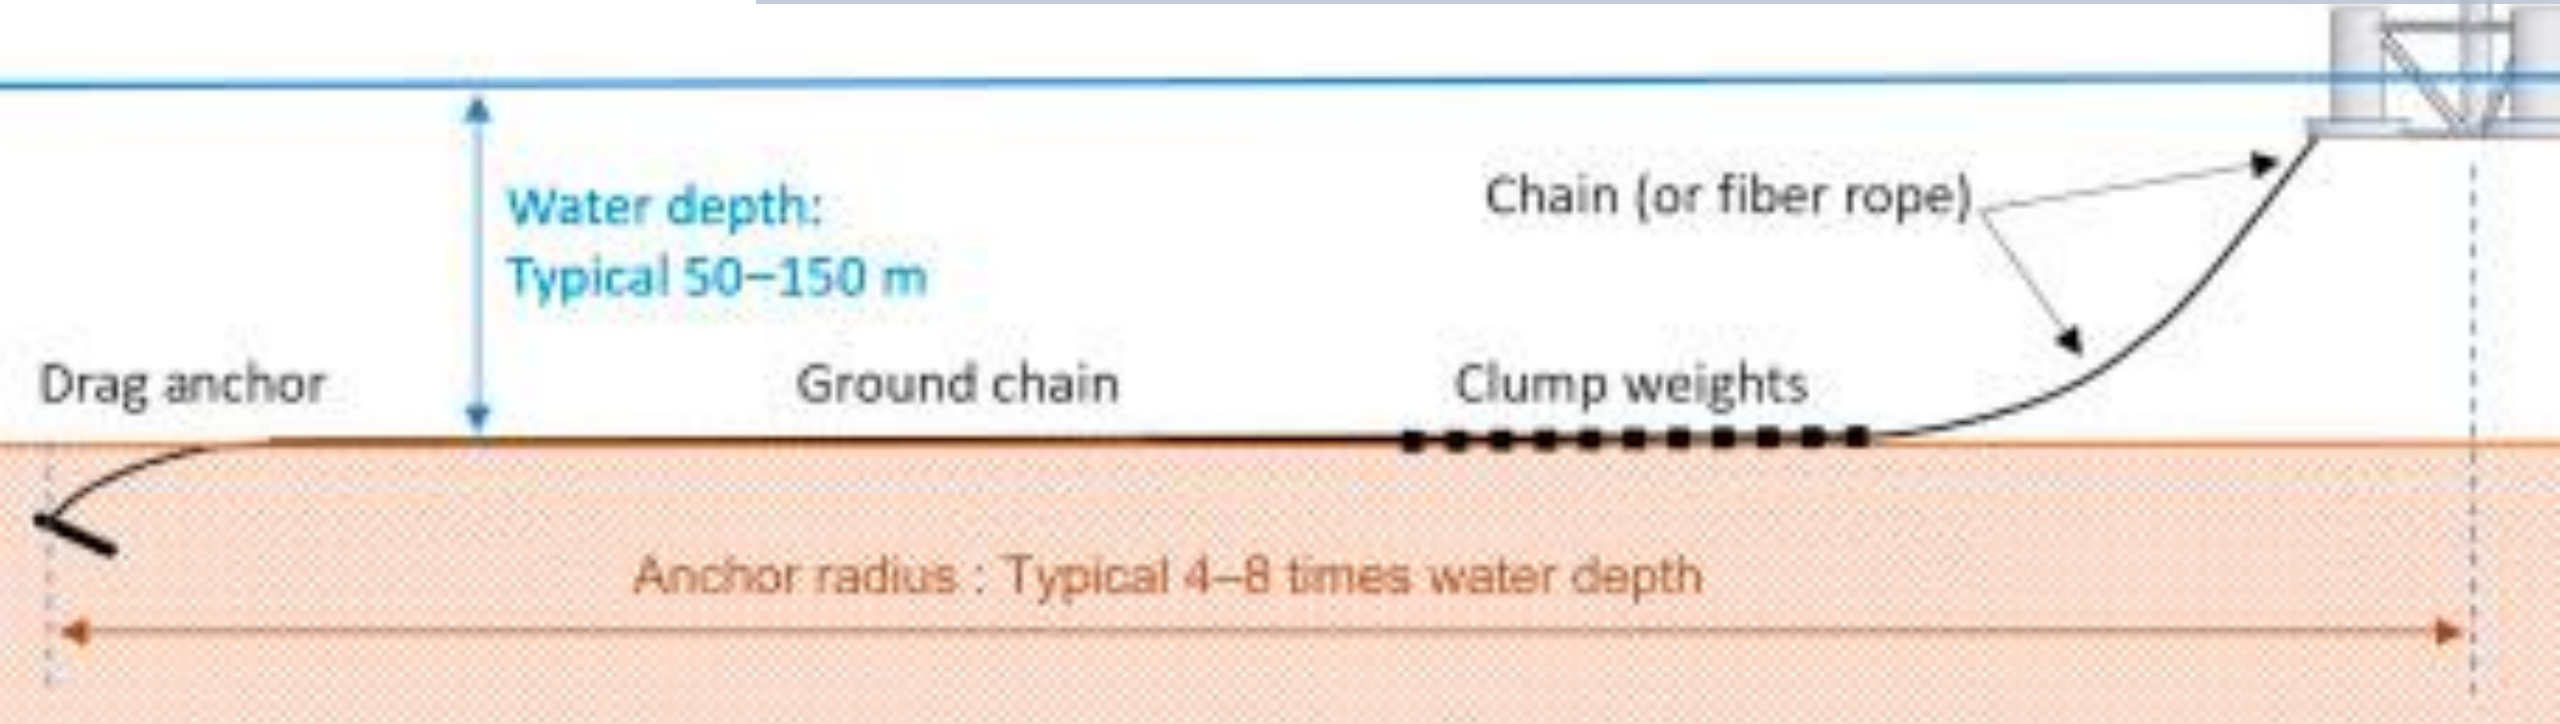 Water depth:
Typical 50–150 m
Chain (or fiber rope)
Drag anchor
Ground chain
Clump weights
Anchor radius : Typical 4–8 times water depth